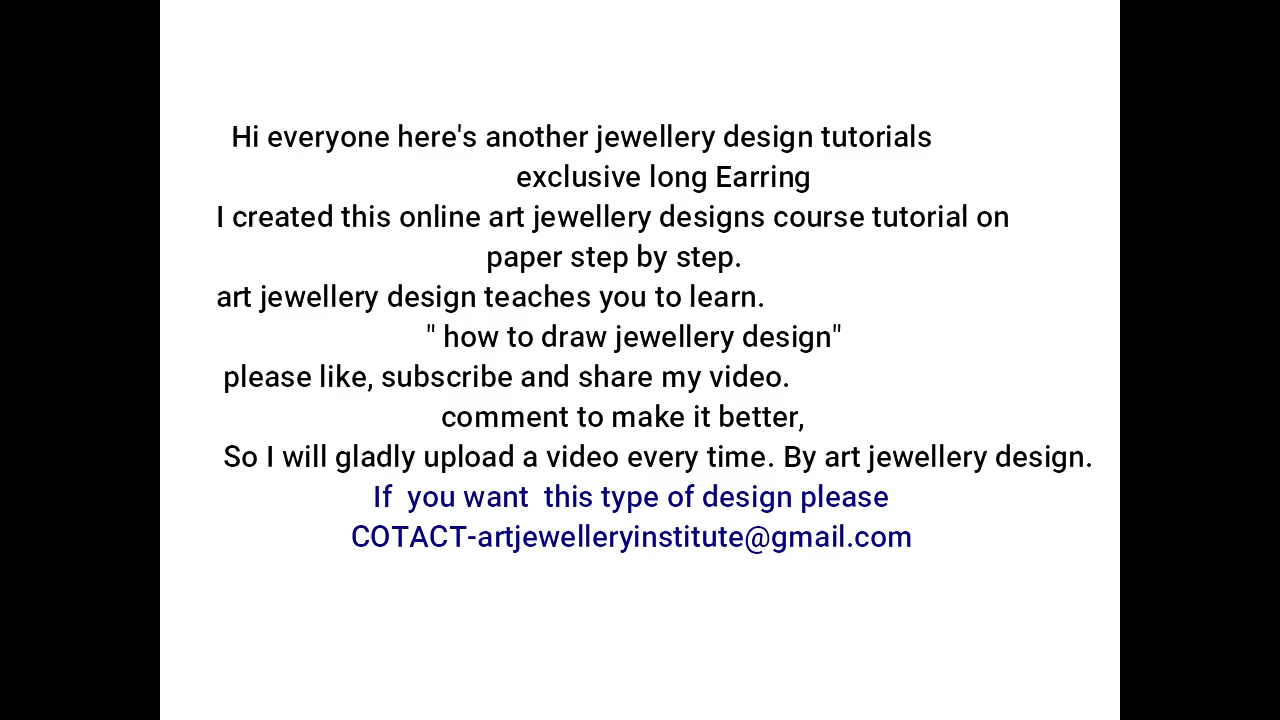 Hi everyone here's another jewellery design tutorials
exclusive long Earring
I created this online art jewellery designs course tutorial on
paper step by step.
art jewellery design teaches you to learn.
" how to draw jewellery design"
please like, subscribe and share my video.
comment to make it better,
So I will gladly upload a video every time. By art jewellery design.
If  you want  this type of design please
COTACT-artjewelleryinstitute@gmail.com